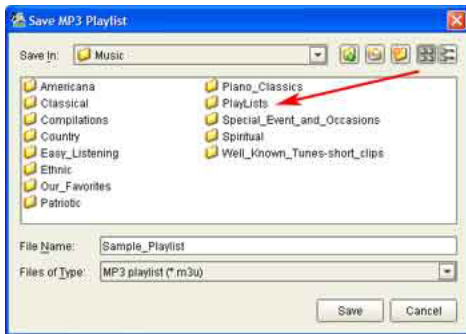 Save MP3 Playlist
Save In: Music
Americana
Classical
Compilations
Country
Easy_Listening
Ethnic
Our_Favorites
Patriotic
Piano_Classics
PlayLists
Special_Event_and_Occasions
Spiritual
Well_Known_Tunes-short_clips
File Name: Sample_Playlist
Files of Type: MP3 playlist (*.m3u)
Save Cancel